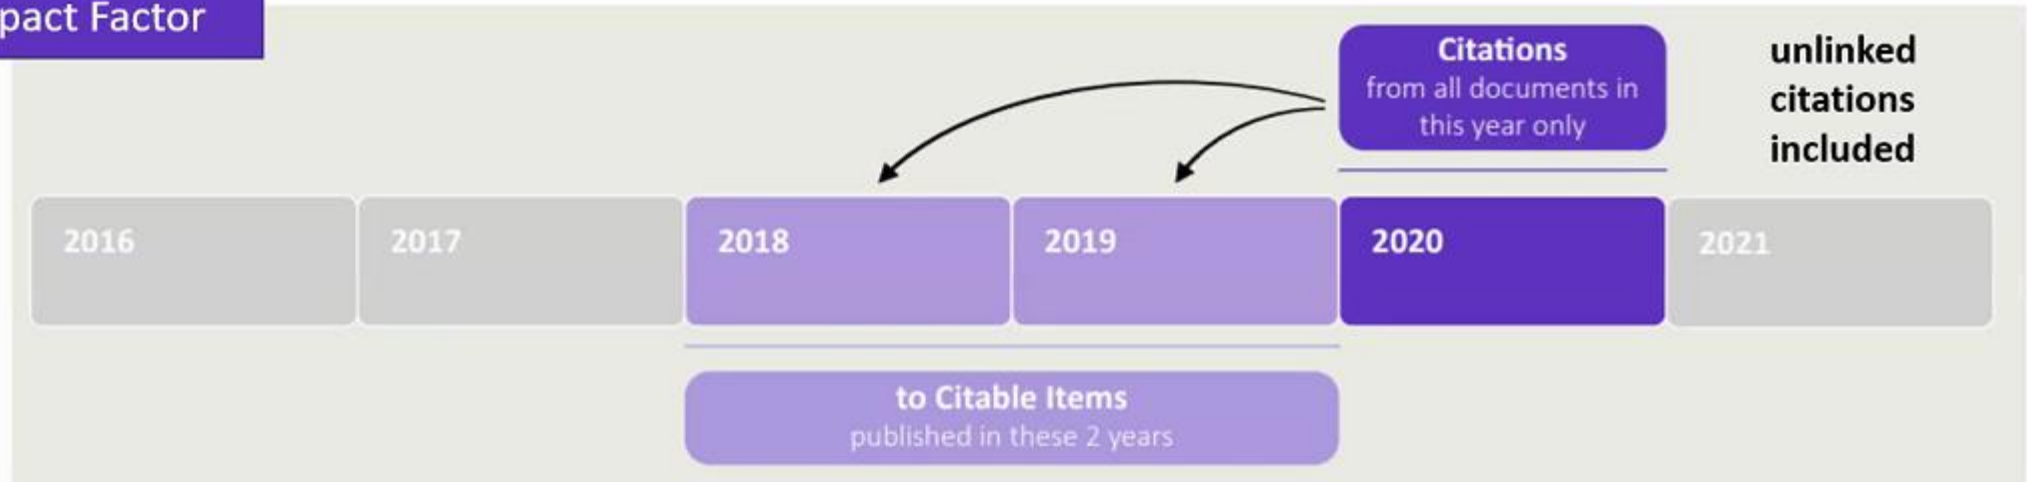 pact Factor
Citations
from all documents in
this year only
unlinked
citations
included
2016
2017
2018
2019
2020
2021
to Citable Items
published in these 2 years